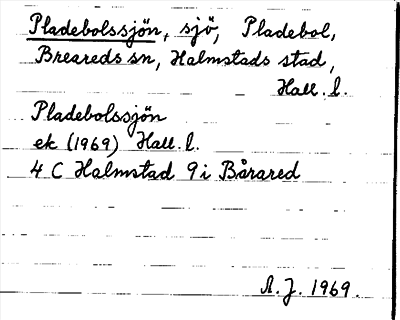 Pladebolssjön, sjö, Pladebol,
Breareds sn, Halmstads stad,
Hall. l.
Pladebolssjön
ek (1969) Hall. l.
4 C Halmstad 9 i Bårared
A. J. 1969.